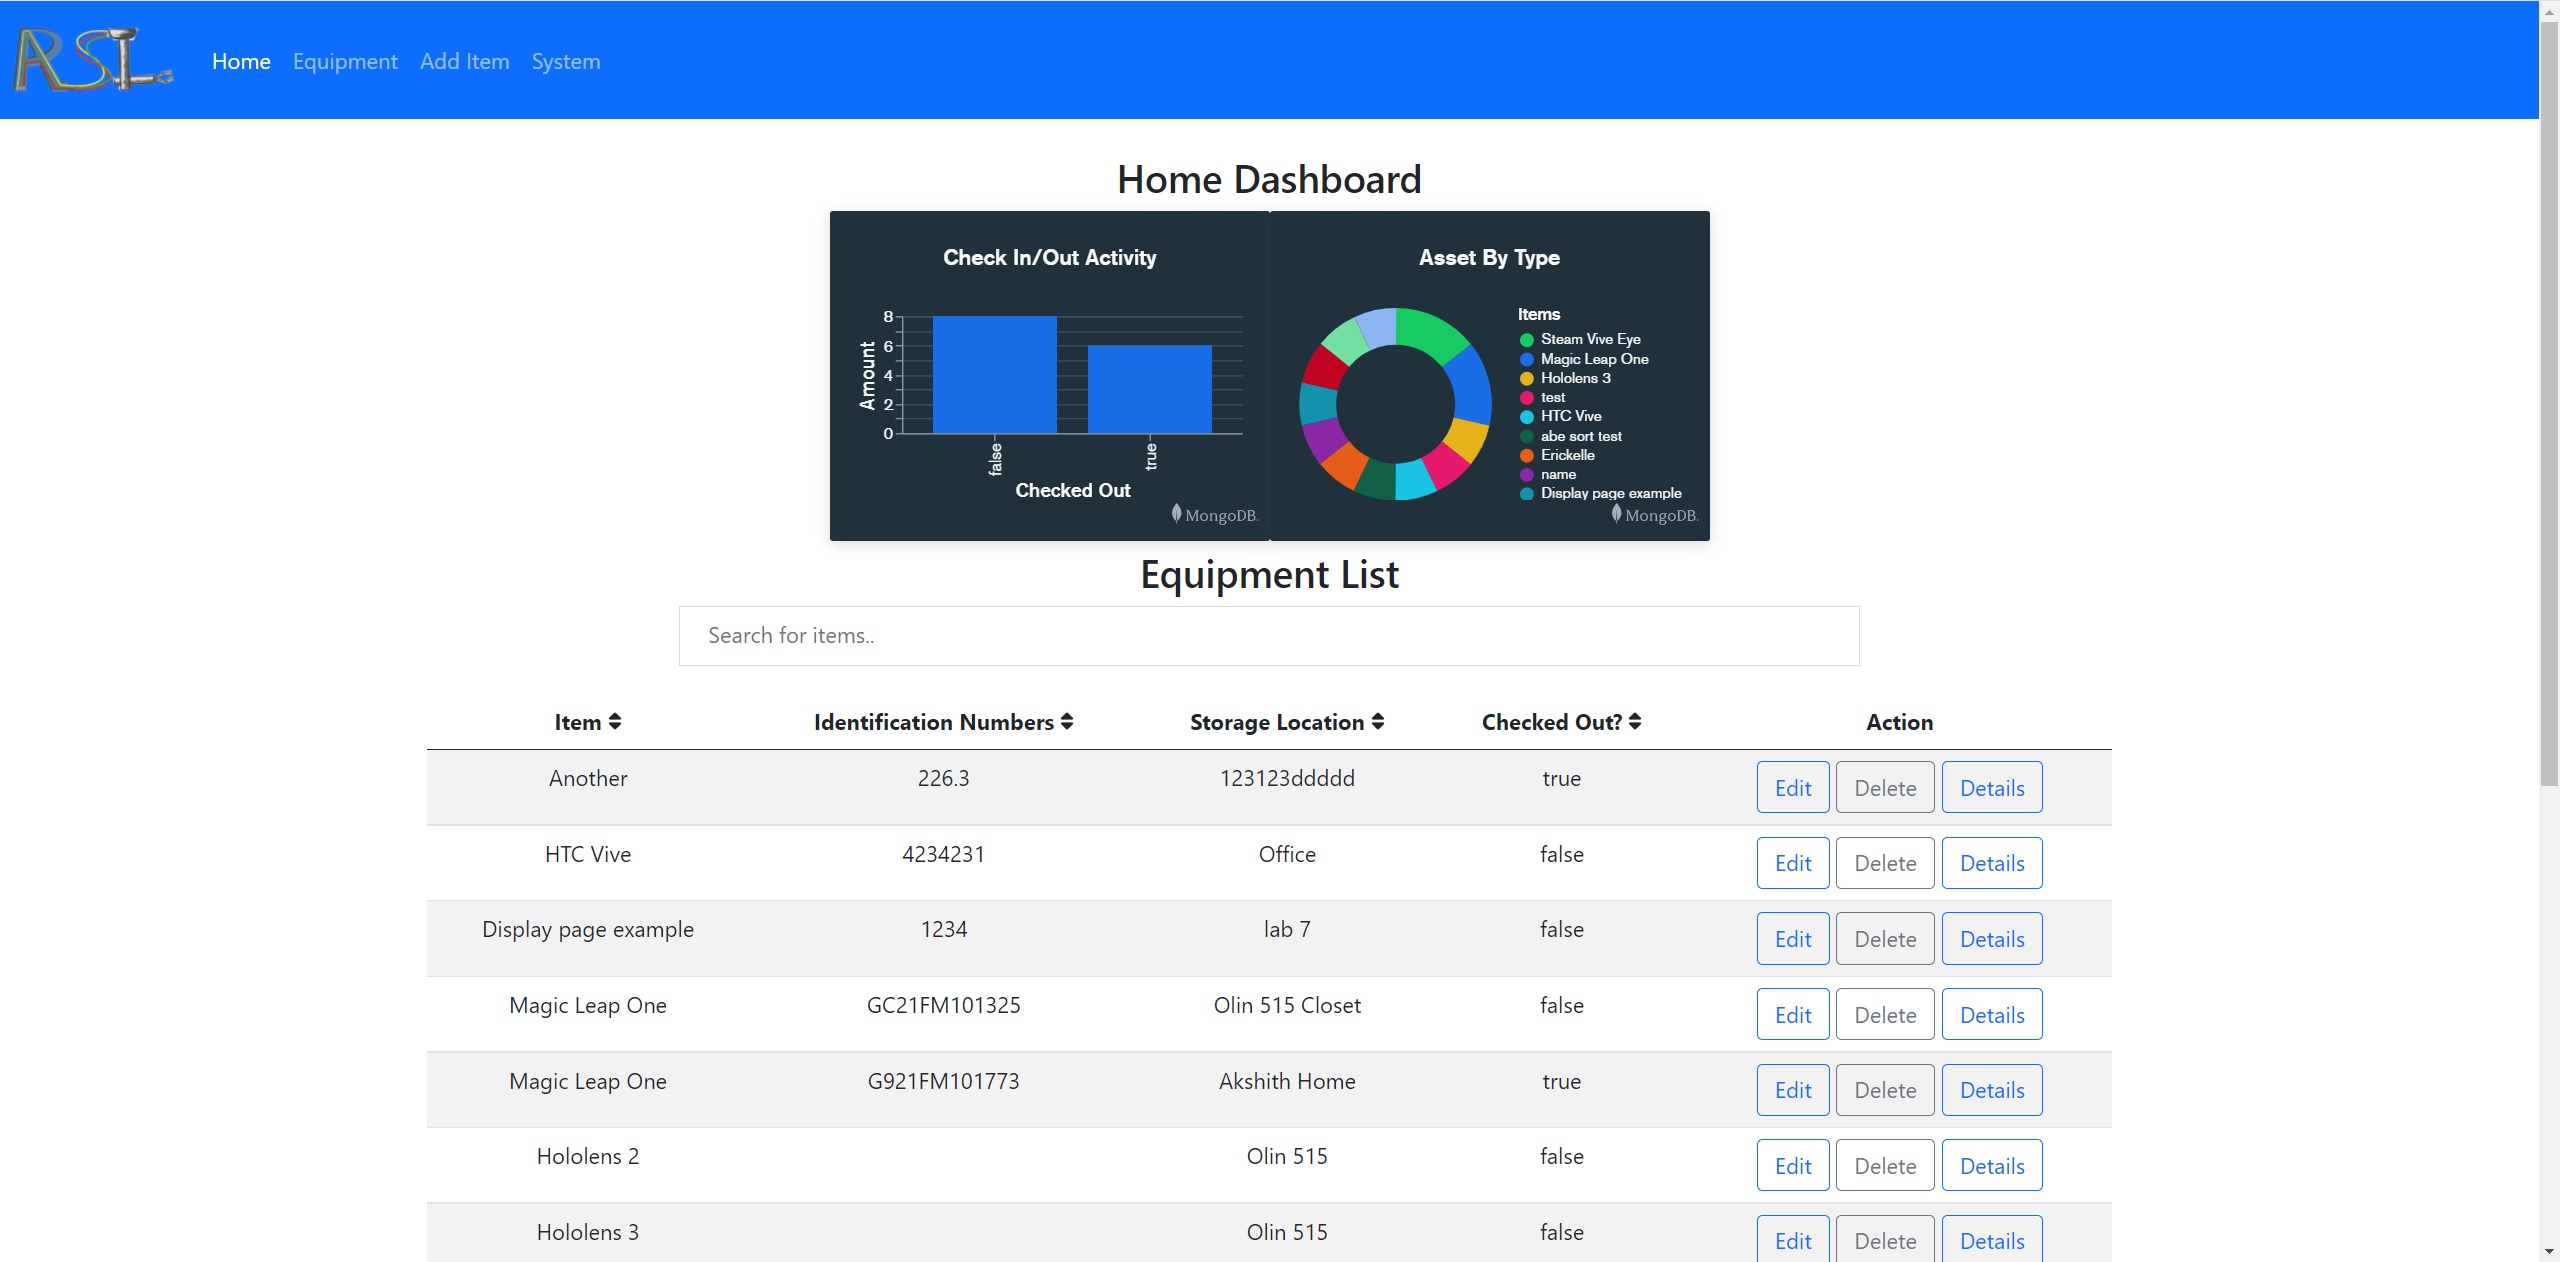 RSL
Home Equipment Add Item System
Home Dashboard
Check In/Out Activity
Amount
8
6
4
2
0
false true
Checked Out
MongoDB.
Asset By Type
Items
Steam Vive Eye
Magic Leap One
Hololens 3
test
HTC Vive
abe sort test
Erickelle
name
Display page example
MongoDB.
Equipment List
Search for items..
Item Identification Numbers Storage Location Checked Out? Action
Another 226.3 123123ddddd true Edit Delete Details
HTC Vive 4234231 Office false Edit Delete Details
Display page example 1234 lab 7 false Edit Delete Details
Magic Leap One GC21FM101325 Olin 515 Closet false Edit Delete Details
Magic Leap One G921FM101773 Akshith Home true Edit Delete Details
Hololens 2 Olin 515 false Edit Delete Details
Hololens 3 Olin 515 false Edit Delete Details